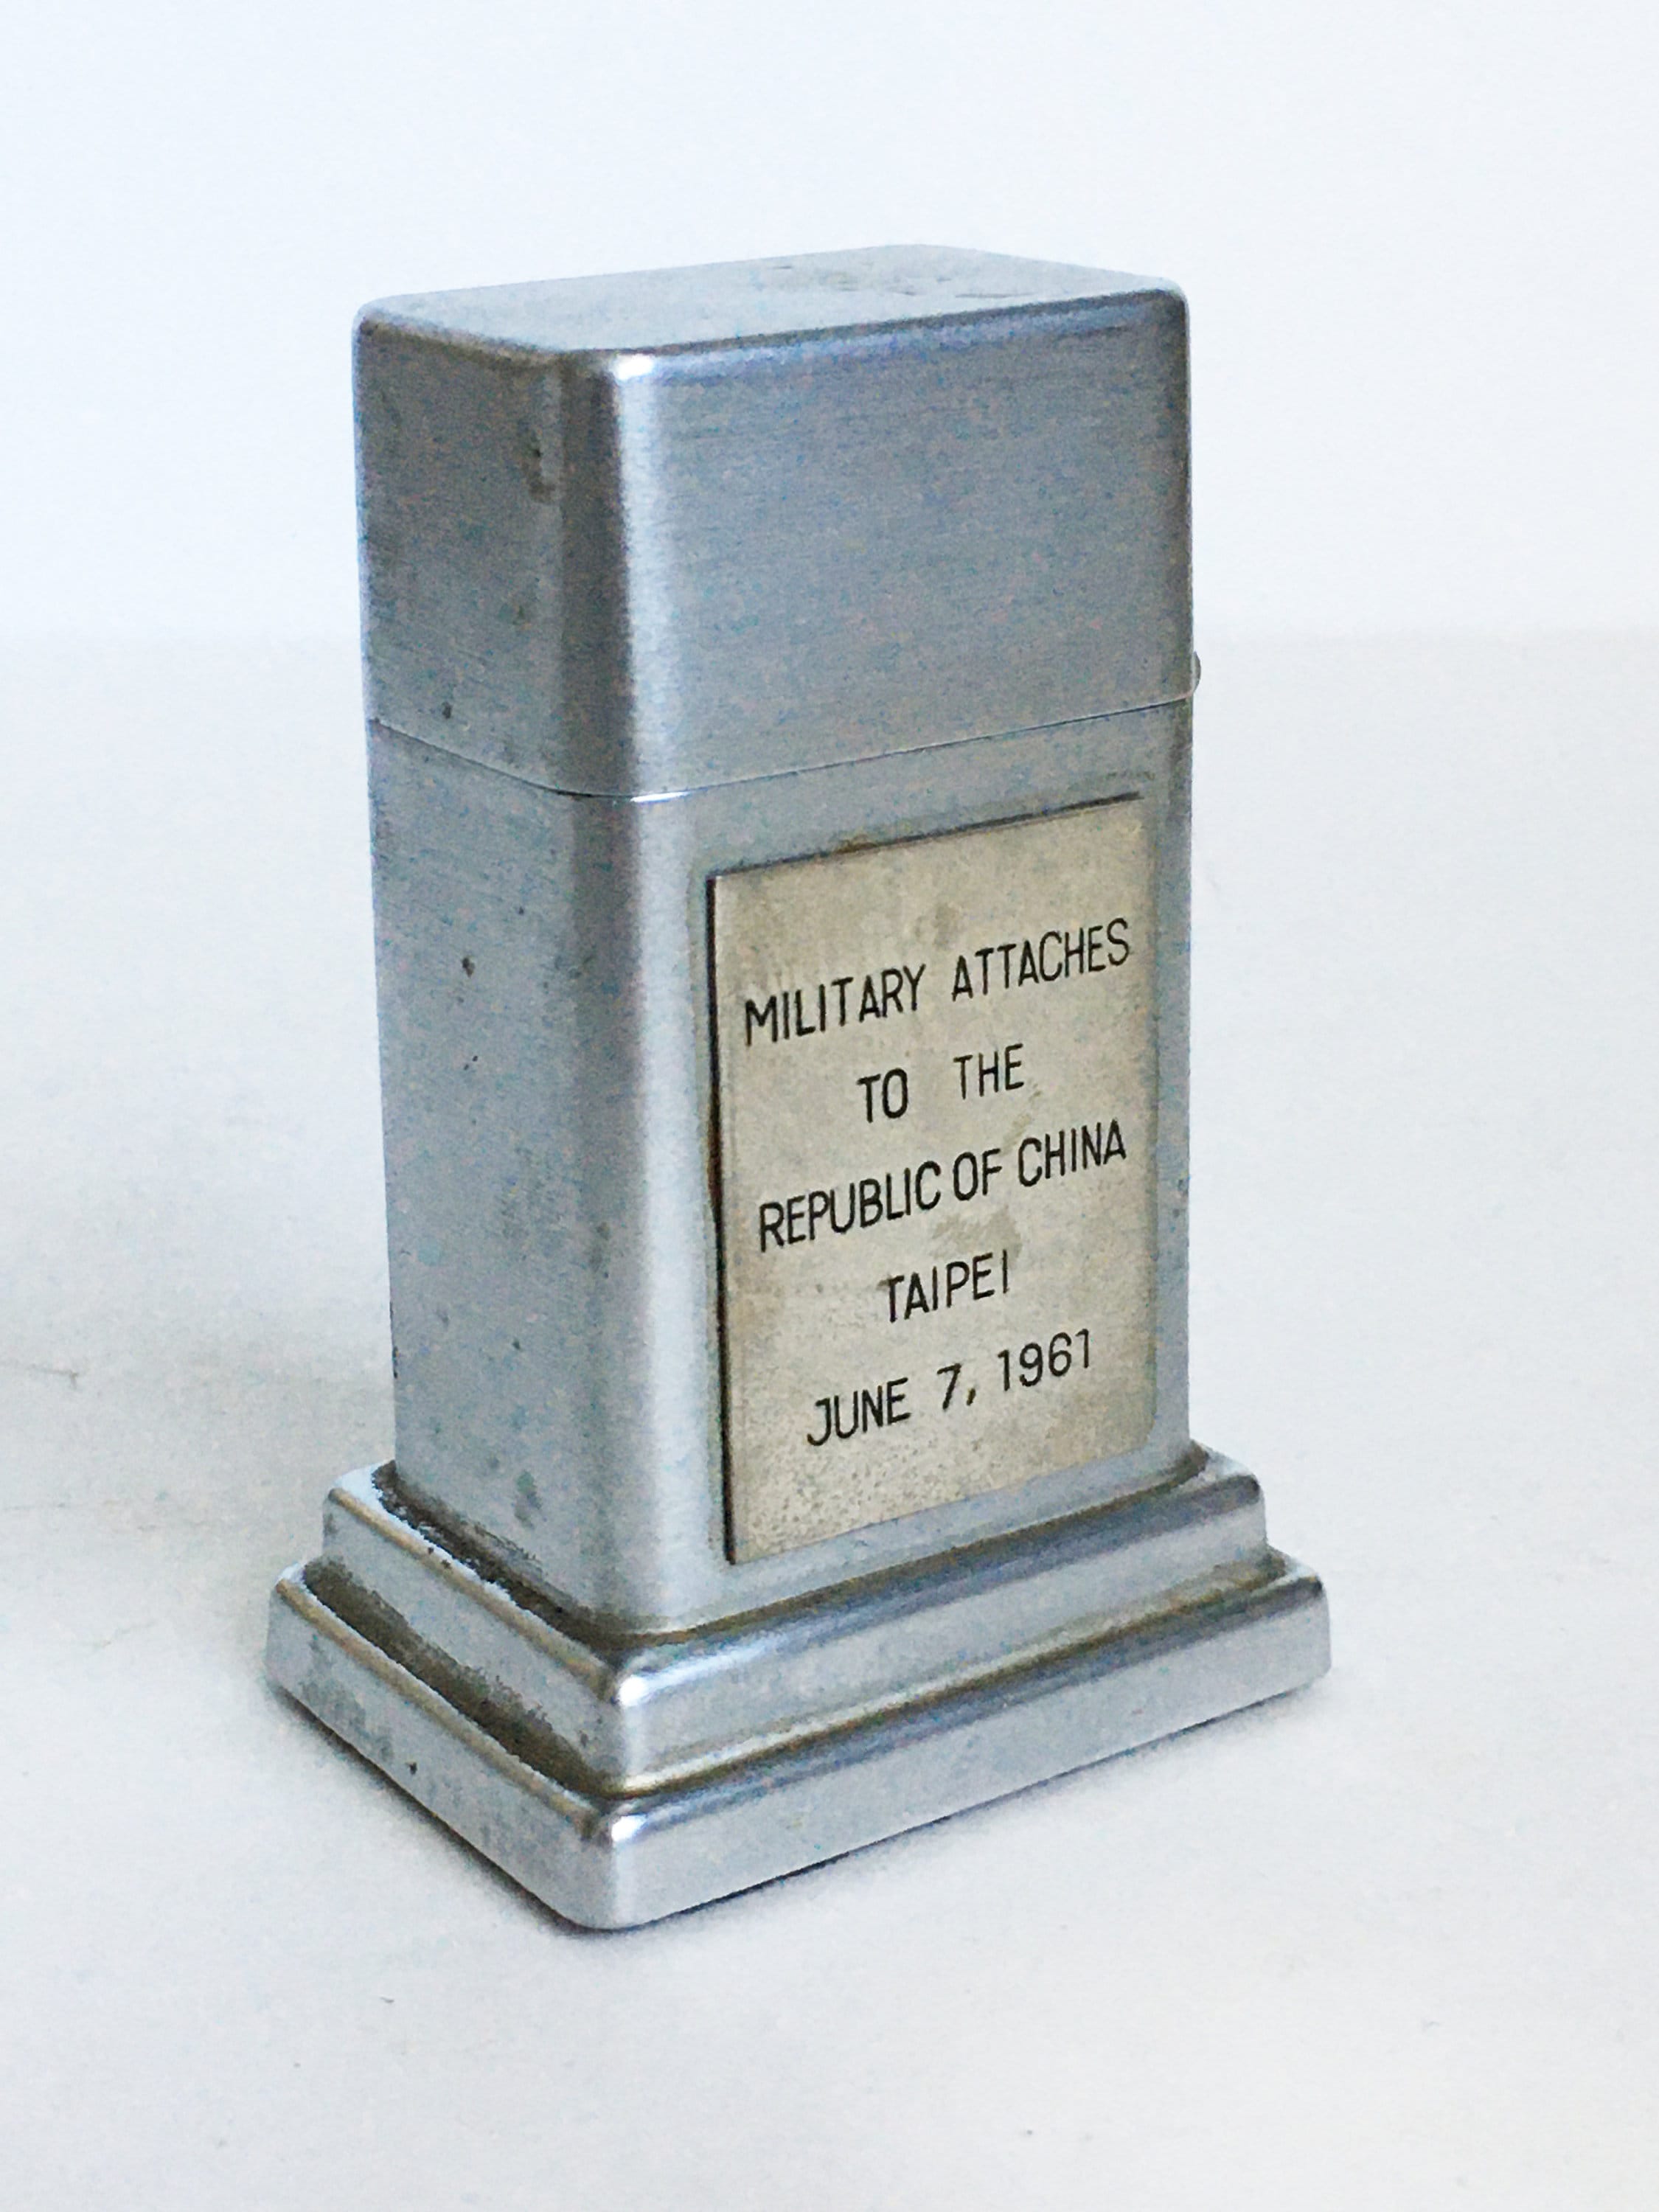 MILITARY ATTACHES
TO THE
REPUBLIC OF CHINA
TAIPEI
JUNE 7, 1961